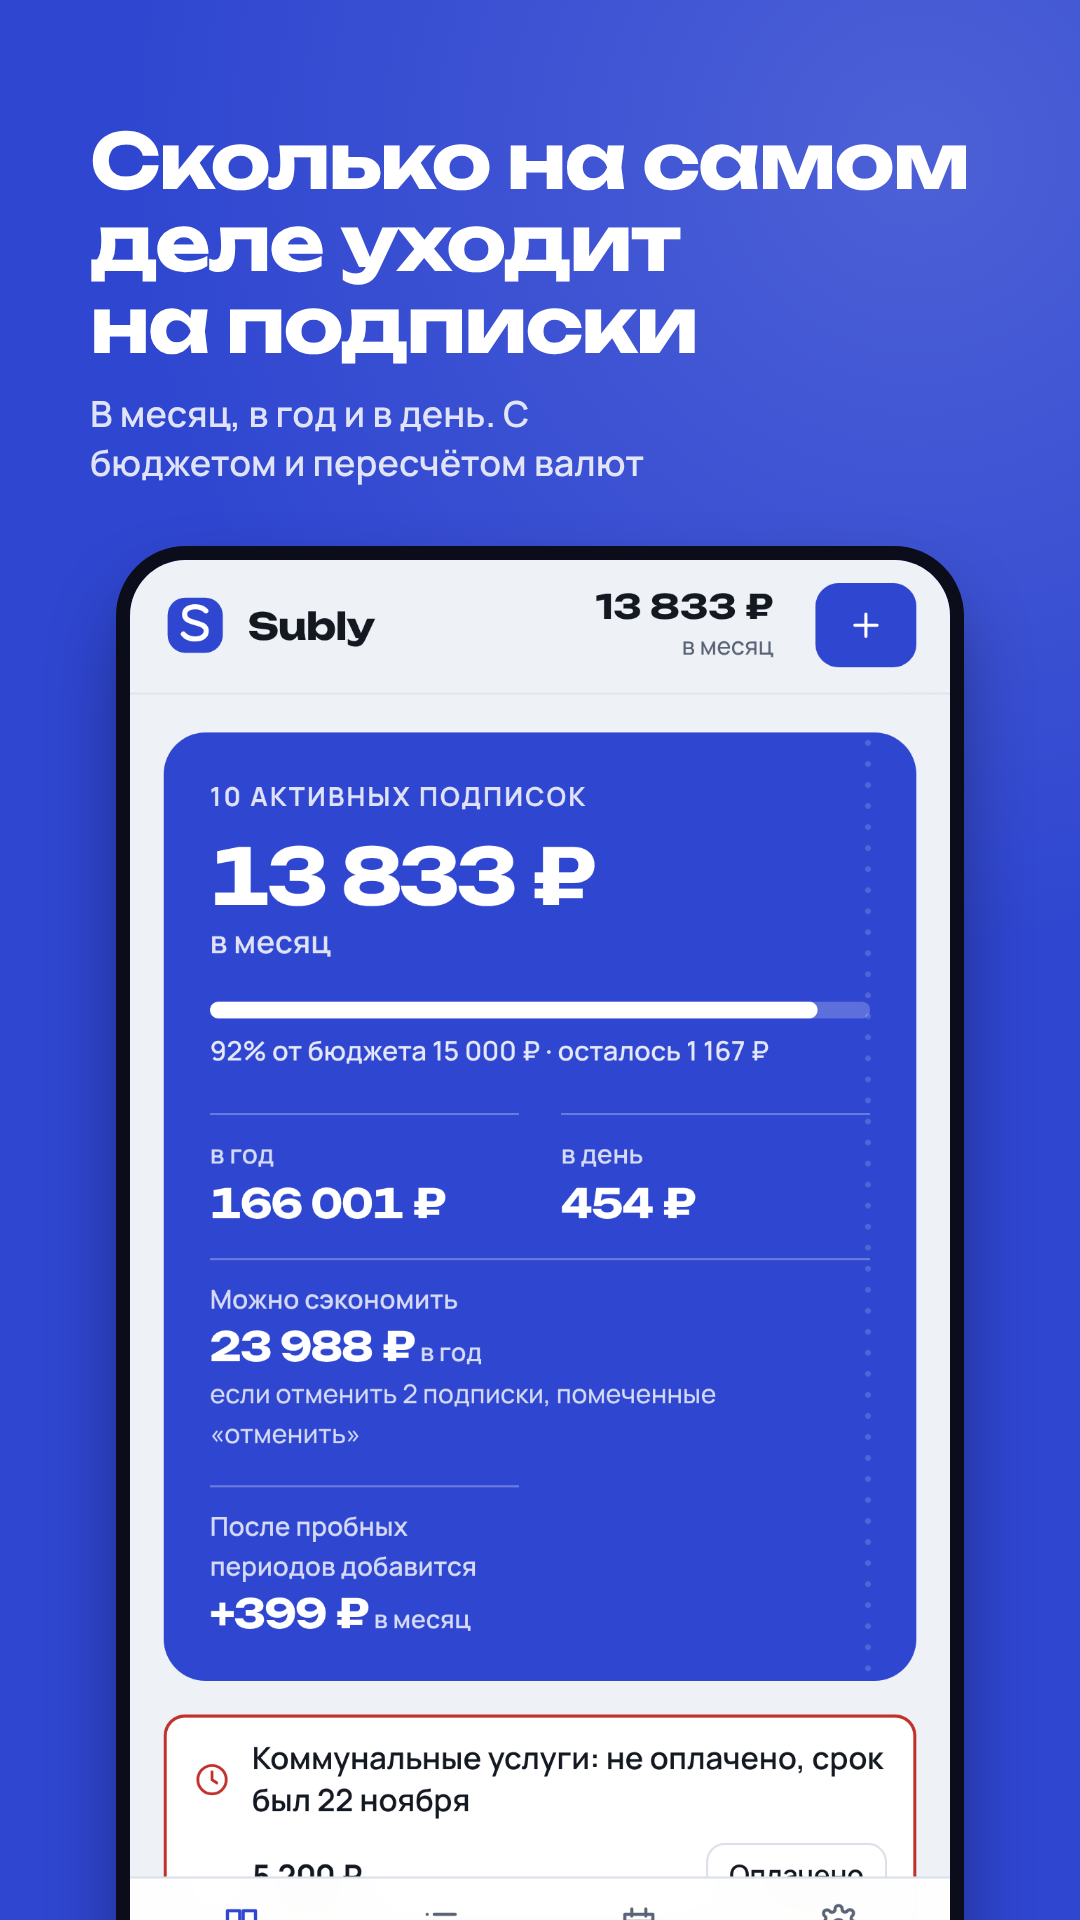 Сколько на самом
деле уходит
на подписки
В месяц, в год и в день. С
бюджетом и пересчётом валют
S Subly
13 833 ₽
в месяц
+
10 АКТИВНЫХ ПОДПИСОК
13 833 ₽
в месяц
92% от бюджета 15 000 ₽ · осталось 1 167 ₽
в год
166 001 ₽
в день
454 ₽
Можно сэкономить
23 988 ₽ в год
если отменить 2 подписки, помеченные
«отменить»
После пробных
периодов добавится
+399 ₽ в месяц
Коммунальные услуги: не оплачено, срок
был 22 ноября
5 200 ₽
Оплачено